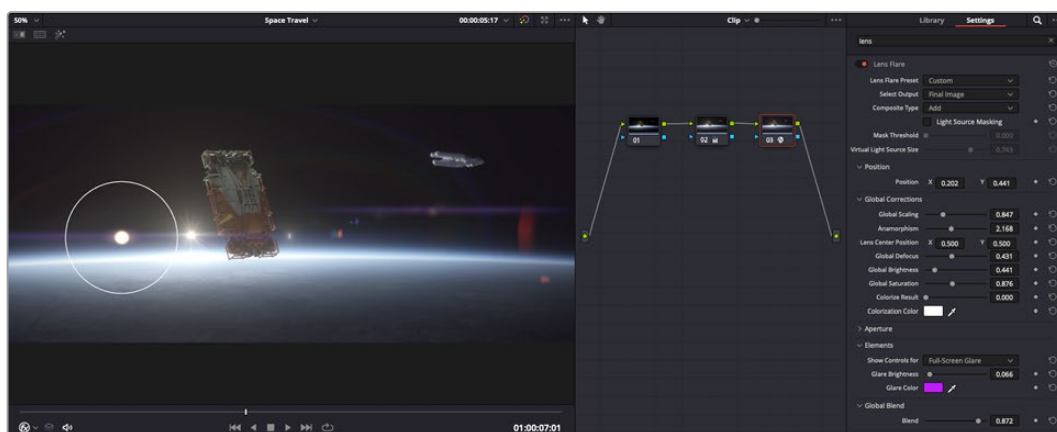 50%
Space Travel
00:00:05:17
Clip
Library
Settings
lens
Lens Flare
Lens Flare Preset Custom
Select Output Final Image
Composite Type Add
Light Source Masking
Mask Threshold 0.000
Virtual Light Source Size 0.743
Position
Position X 0.202 Y 0.441
Global Corrections
Global Scaling 0.847
Anamorphism 2.168
Lens Center Position X 0.500 Y 0.500
Global Defocus 0.431
Global Brightness 0.441
Global Saturation 0.876
Colorize Result 0.000
Colorization Color
Aperture
Elements
Show Controls for Full-Screen Glare
Glare Brightness 0.066
Glare Color
Global Blend
Blend 0.872
01
02
03
01:00:07:01